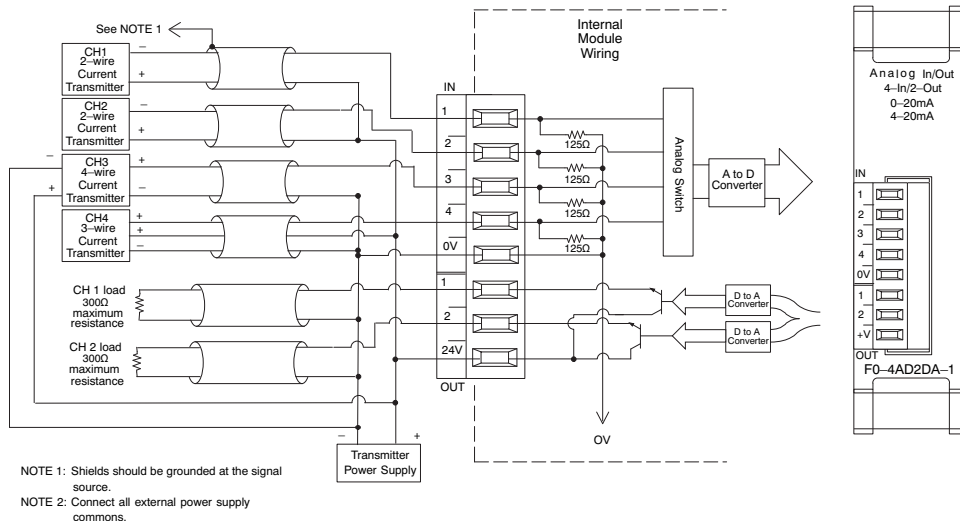 See NOTE 1
CH1
2–wire
Current
Transmitter
–
+
CH2
2–wire
Current
Transmitter
–
+
–
+
CH3
4–wire
Current
Transmitter
+
–
CH4
3–wire
Current
Transmitter
+
+
–
CH 1 load
300Ω
maximum
resistance
CH 2 load
300Ω
maximum
resistance
–
+
Transmitter
Power Supply
NOTE 1: Shields should be grounded at the signal
source.
NOTE 2: Connect all external power supply
commons.
IN
1
2
3
4
0V
1
2
24V
OUT
Internal
Module
Wiring
125Ω
125Ω
125Ω
125Ω
Analog Switch
A to D
Converter
D to A
Converter
D to A
Converter
OV
Analog In/Out
4–In/2–Out
0–20mA
4–20mA
IN
1
2
3
4
0V
1
2
+V
OUT
F0–4AD2DA–1